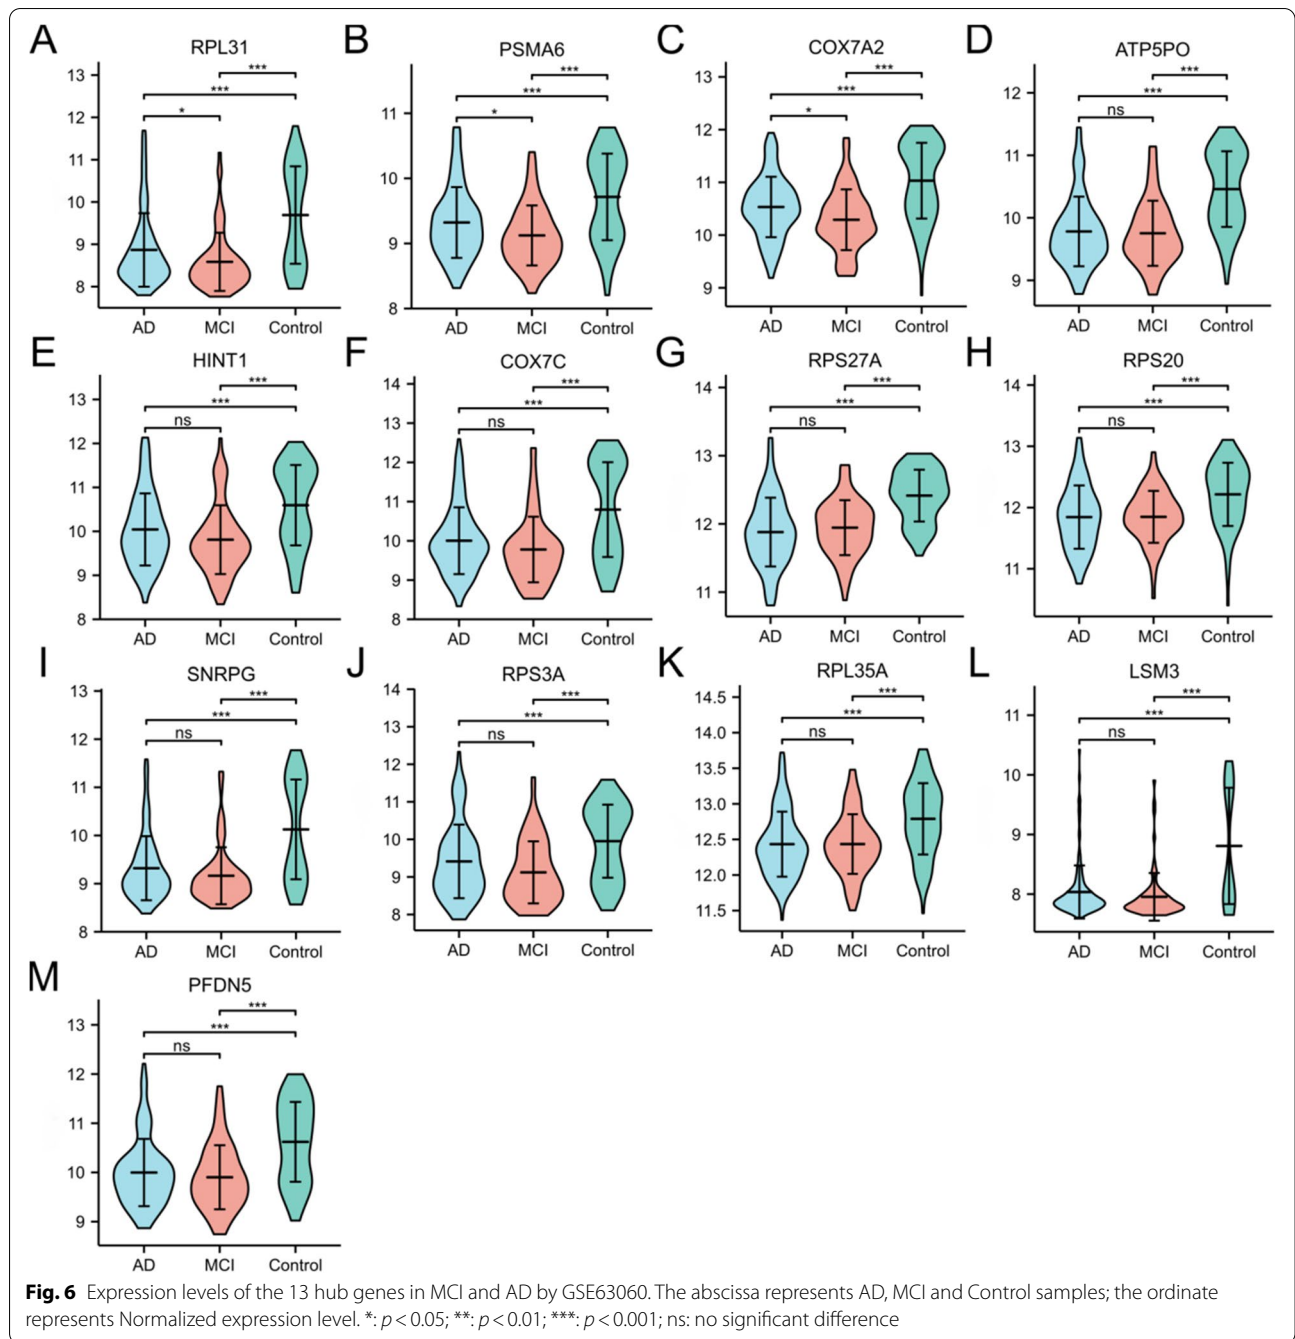 A
RPL31
***
***
*
13
12
11
10
9
8
AD
MCI
Control
B
PSMA6
***
***
*
11
10
9
8
AD
MCI
Control
C
COX7A2
***
***
*
13
12
11
10
9
AD
MCI
Control
D
ATP5PO
***
***
ns
12
11
10
9
AD
MCI
Control
E
HINT1
***
***
ns
13
12
11
10
9
8
AD
MCI
Control
F
COX7C
***
***
ns
14
13
12
11
10
9
8
AD
MCI
Control
G
RPS27A
***
***
ns
14
13
12
11
AD
MCI
Control
H
RPS20
***
***
ns
14
13
12
11
AD
MCI
Control
I
SNRPG
***
***
ns
13
12
11
10
9
8
AD
MCI
Control
J
RPS3A
***
***
ns
14
13
12
11
10
9
8
AD
MCI
Control
K
RPL35A
***
***
ns
14.5
14.0
13.5
13.0
12.5
12.0
11.5
AD
MCI
Control
L
LSM3
***
***
ns
11
10
9
8
AD
MCI
Control
M
PFDN5
***
***
ns
13
12
11
10
9
AD
MCI
Control
Fig. 6 Expression levels of the 13 hub genes in MCI and AD by GSE63060. The abscissa represents AD, MCI and Control samples; the ordinate
represents Normalized expression level. *: p < 0.05; **: p < 0.01; ***: p < 0.001; ns: no significant difference